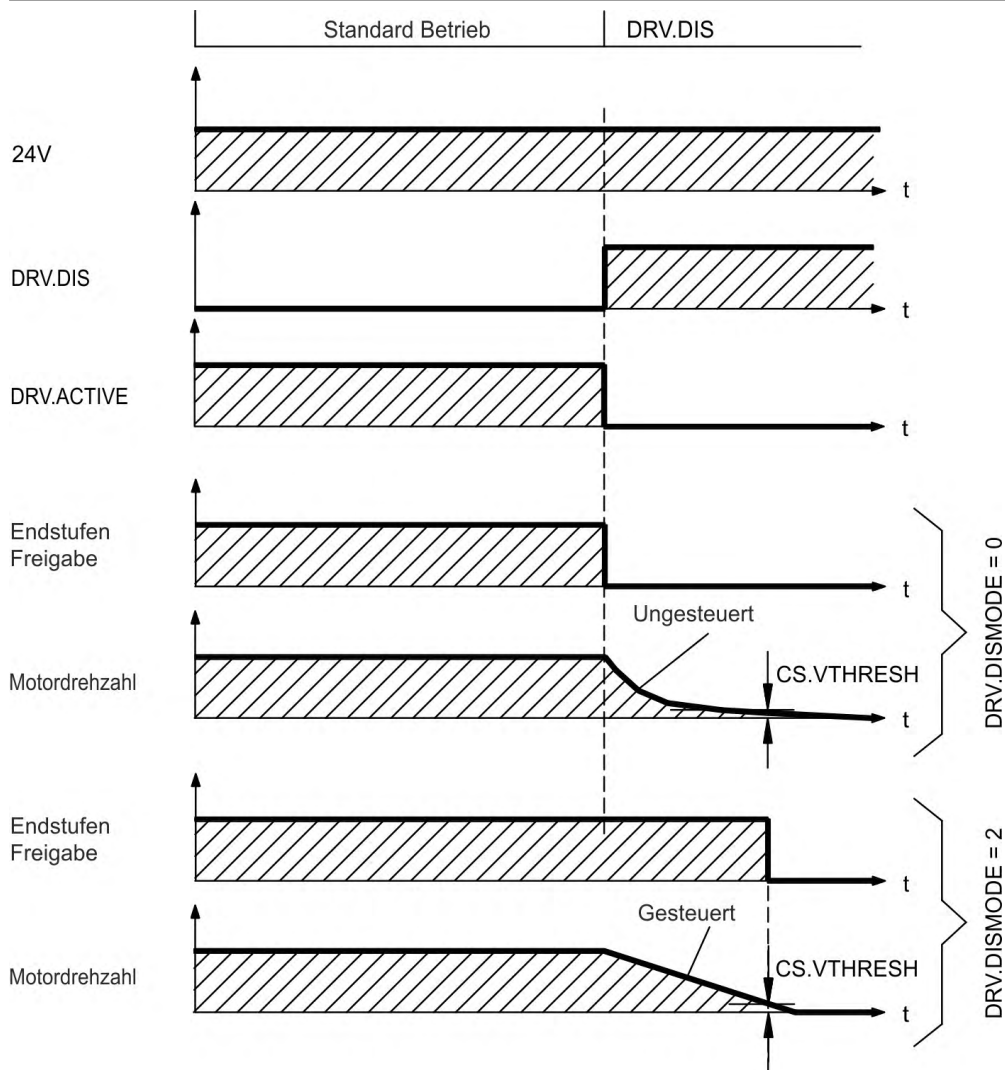 Standard Betrieb
DRV.DIS
24V
t
DRV.DIS
t
DRV.ACTIVE
t
Endstufen
Freigabe
t
Ungesteuert
Motordrehzahl
CS.VTHRESH
t
DRV.DISMODE = 0
Endstufen
Freigabe
t
Gesteuert
Motordrehzahl
CS.VTHRESH
t
DRV.DISMODE = 2